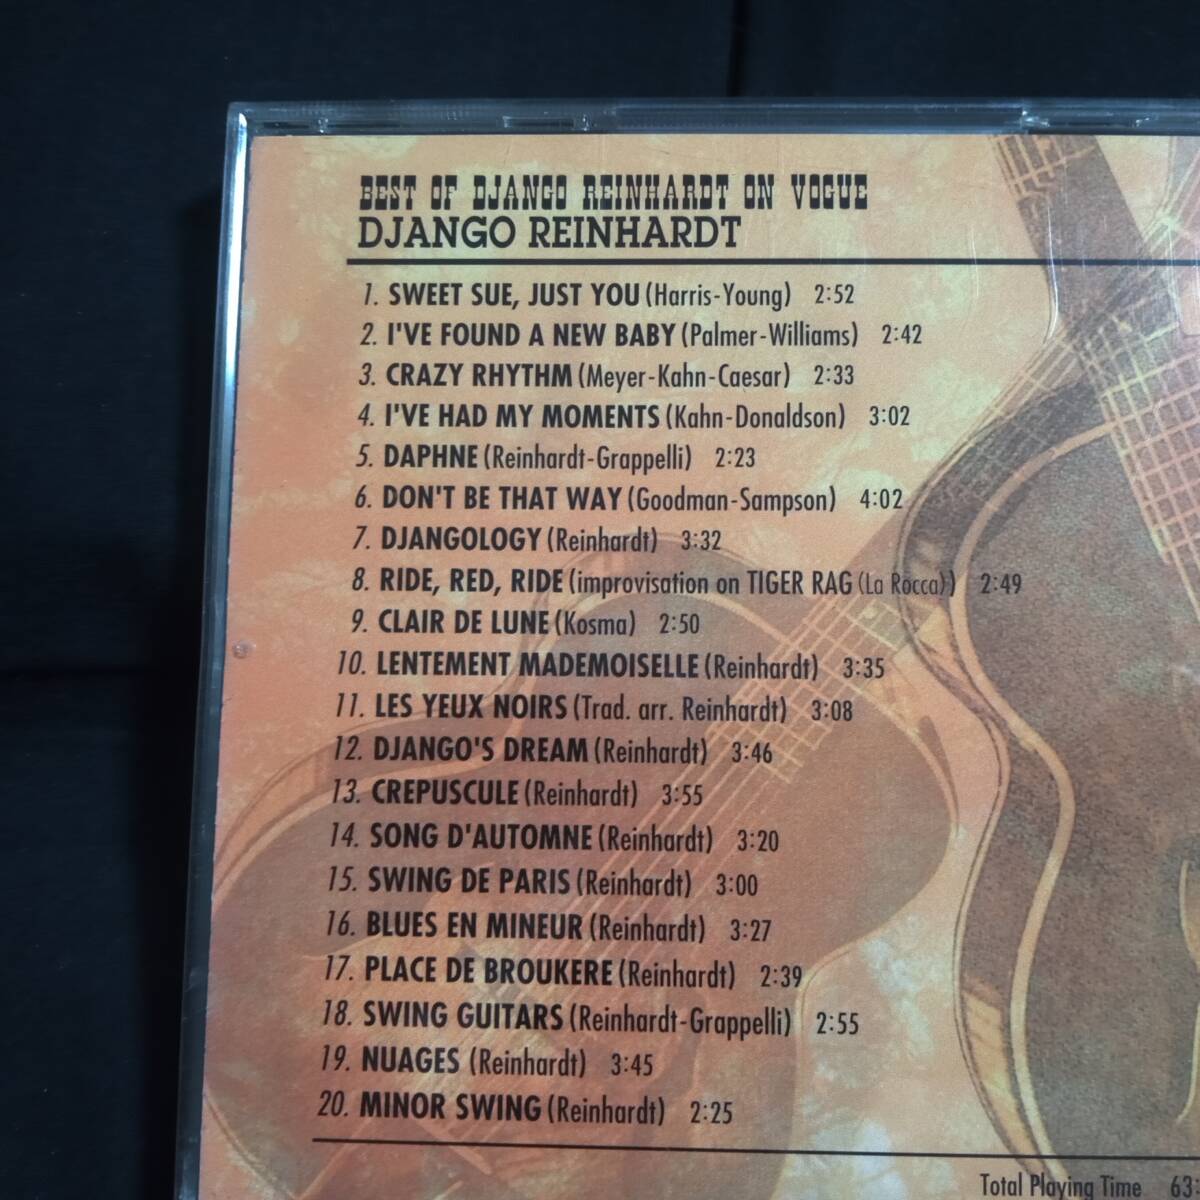 BEST OF DJANGO REINHARDT ON VOGUE
DJANGO REINHARDT
1. SWEET SUE, JUST YOU (Harris-Young) 2:52
2. I'VE FOUND A NEW BABY (Palmer-Williams) 2:42
3. CRAZY RHYTHM (Meyer-Kahn-Caesar) 2:33
4. I'VE HAD MY MOMENTS (Kahn-Donaldson) 3:02
5. DAPHNE (Reinhardt-Grappelli) 2:23
6. DON'T BE THAT WAY (Goodman-Sampson) 4:02
7. DJANGOLOGY (Reinhardt) 3:32
8. RIDE, RED, RIDE (improvisation on TIGER RAG (La Rocca)) 2:49
9. CLAIR DE LUNE (Kosma) 2:50
10. LENTEMENT MADEMOISELLE (Reinhardt) 3:35
11. LES YEUX NOIRS (Trad. arr. Reinhardt) 3:08
12. DJANGO'S DREAM (Reinhardt) 3:46
13. CREPUSCULE (Reinhardt) 3:55
14. SONG D'AUTOMNE (Reinhardt) 3:20
15. SWING DE PARIS (Reinhardt) 3:00
16. BLUES EN MINEUR (Reinhardt) 3:27
17. PLACE DE BROUKERE (Reinhardt) 2:39
18. SWING GUITARS (Reinhardt-Grappelli) 2:55
19. NUAGES (Reinhardt) 3:45
20. MINOR SWING (Reinhardt) 2:25
Total Playing Time 63: